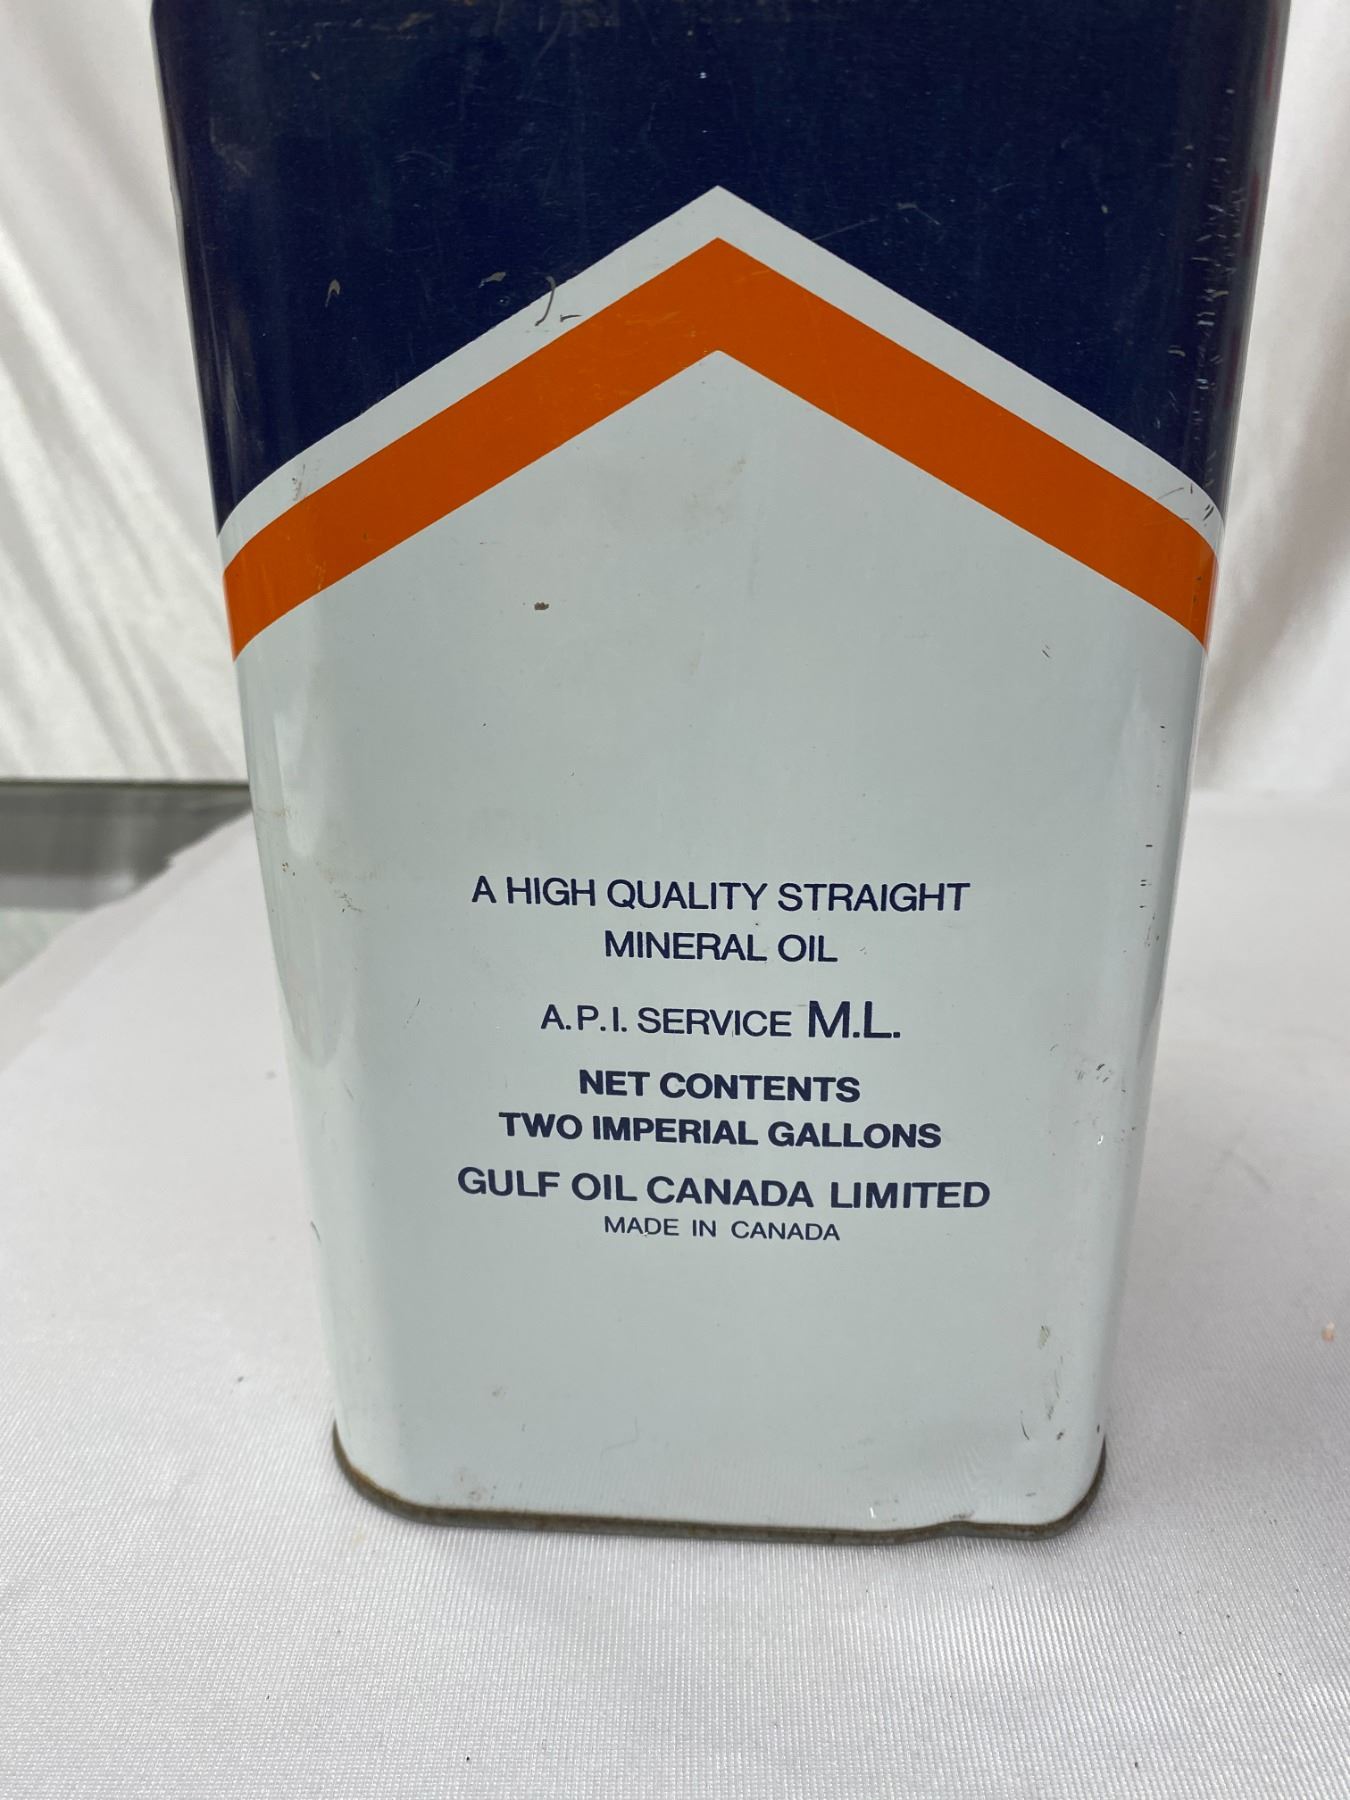 A HIGH QUALITY STRAIGHT
MINERAL OIL
A.P.I. SERVICE M.L.
NET CONTENTS
TWO IMPERIAL GALLONS
GULF OIL CANADA LIMITED
MADE IN CANADA